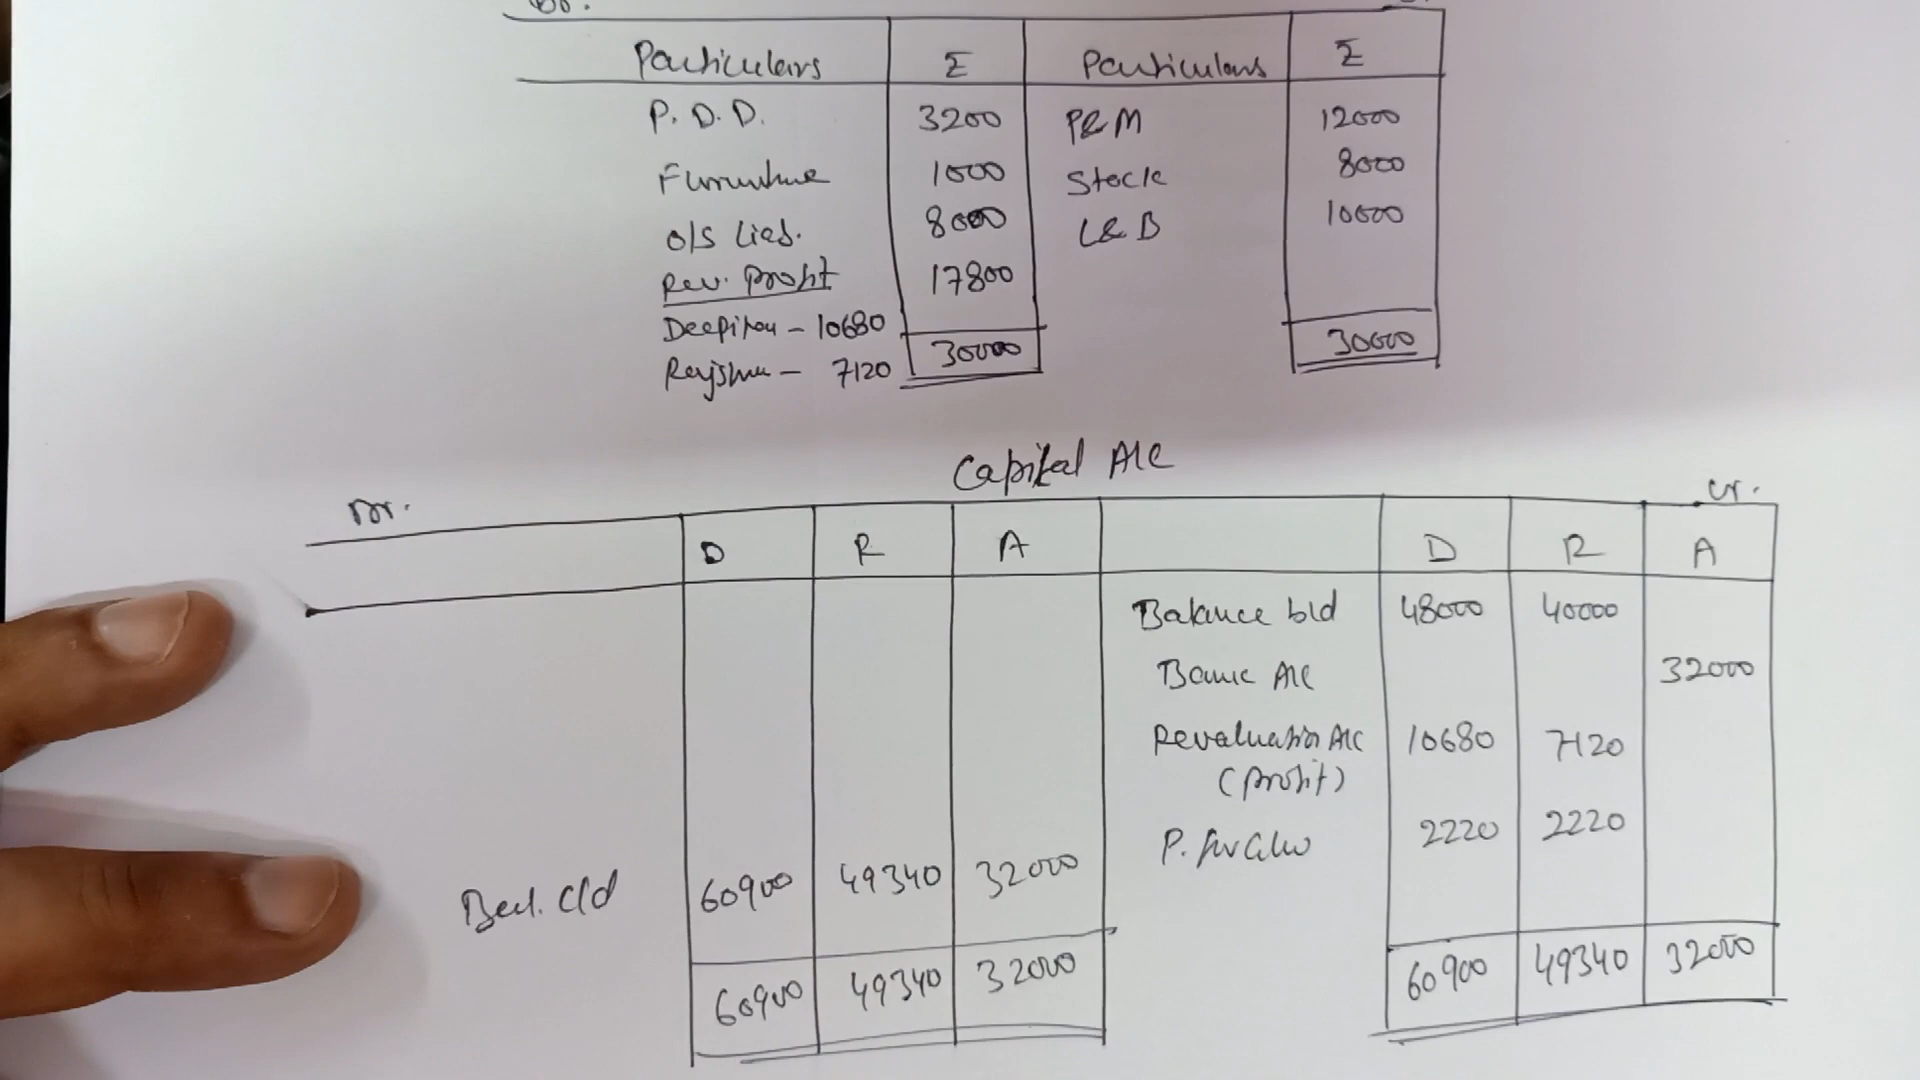 Particulars ₹ Particulars ₹
P. D. D. 3200 P&M 12000
Furniture 1000 Stock 8000
O/S Liab. 8000 L&B 10000
Rev. Profit 17800
Deepika - 10680
Rajshree - 7120 30000 30000
Capital A/c
Dr. Cr.
D R A D R A
Balance b/d 48000 40000
Bank A/c 32000
Revaluation A/c 10680 7120
(Profit)
P. for G/w 2220 2220
Bal. c/d 60900 49340 32000
60900 49340 32000 60900 49340 32000